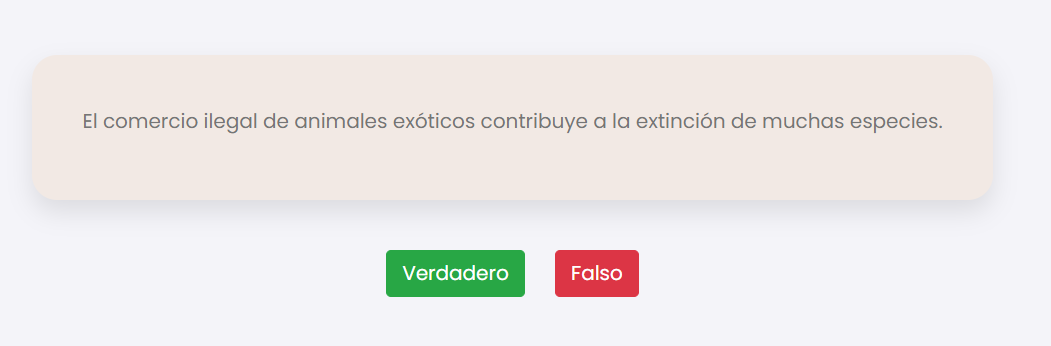 El comercio ilegal de animales exóticos contribuye a la extinción de muchas especies.
Verdadero Falso